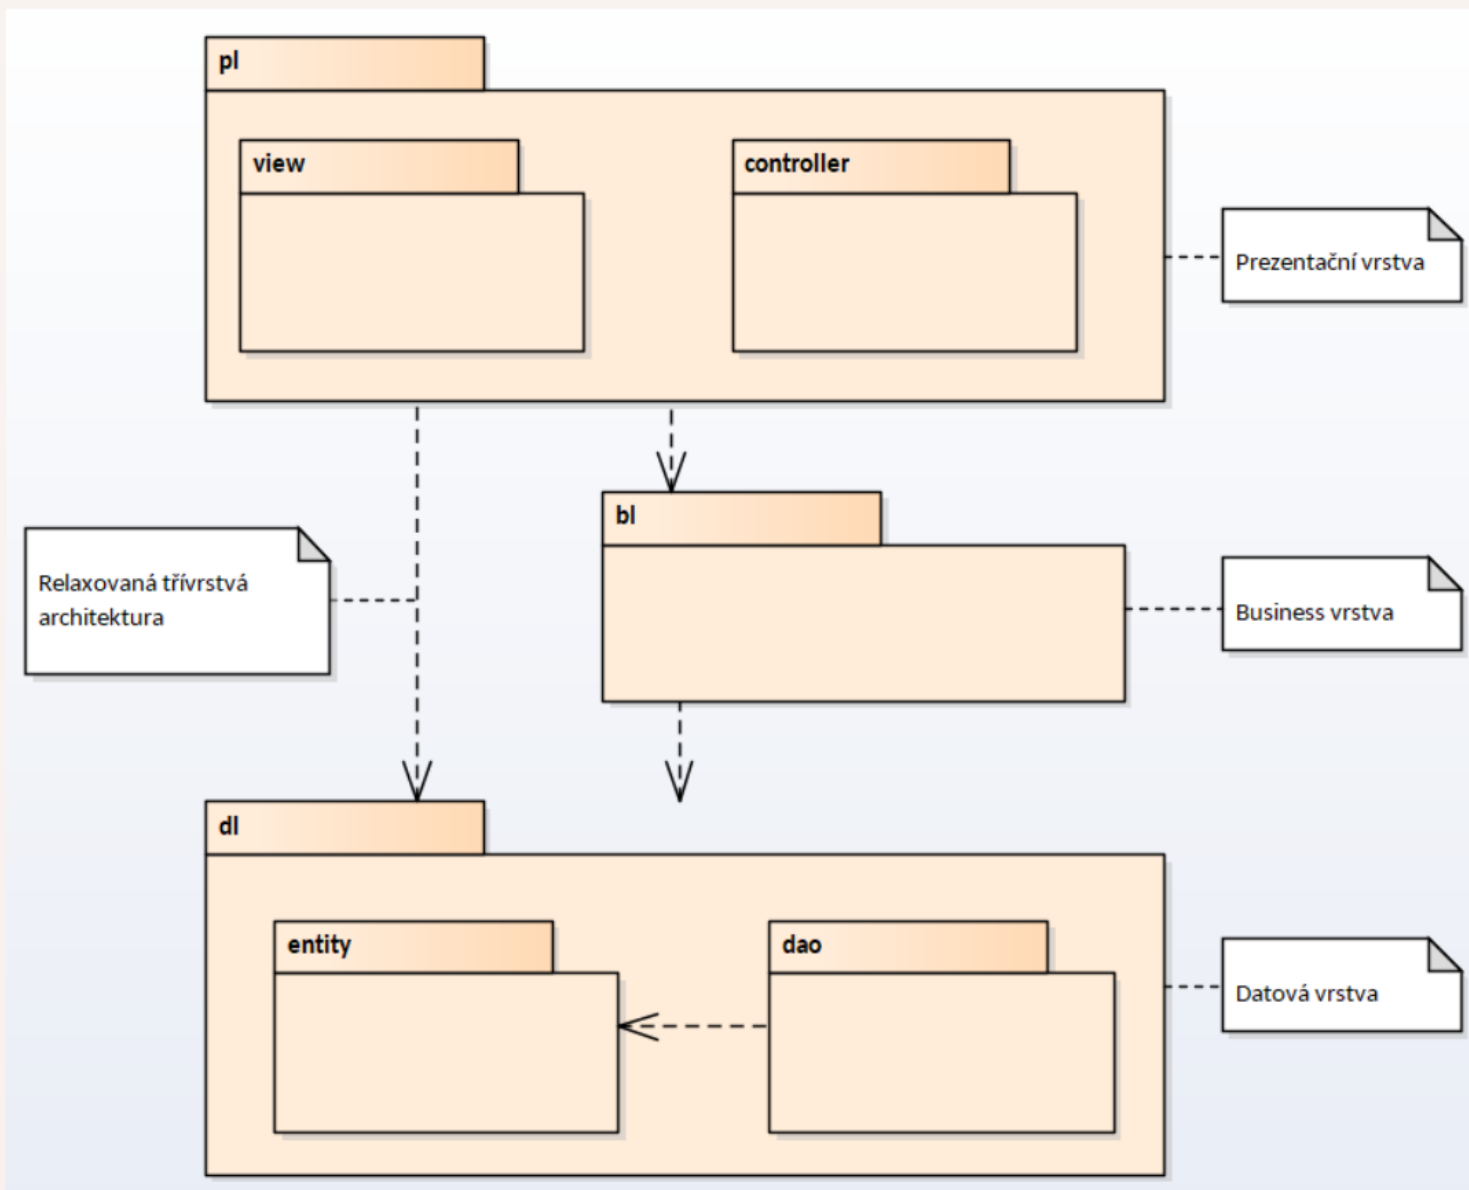 pl
view
controller
Prezentační vrstva
bl
Relaxovaná třívrstvá
architektura
Business vrstva
dl
entity
dao
Datová vrstva